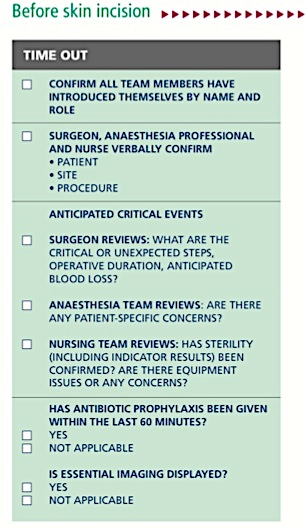 Before skin incision
TIME OUT
CONFIRM ALL TEAM MEMBERS HAVE
INTRODUCED THEMSELVES BY NAME AND
ROLE
SURGEON, ANAESTHESIA PROFESSIONAL
AND NURSE VERBALLY CONFIRM
• PATIENT
• SITE
• PROCEDURE
ANTICIPATED CRITICAL EVENTS
SURGEON REVIEWS: WHAT ARE THE
CRITICAL OR UNEXPECTED STEPS,
OPERATIVE DURATION, ANTICIPATED
BLOOD LOSS?
ANAESTHESIA TEAM REVIEWS: ARE THERE
ANY PATIENT-SPECIFIC CONCERNS?
NURSING TEAM REVIEWS: HAS STERILITY
(INCLUDING INDICATOR RESULTS) BEEN
CONFIRMED? ARE THERE EQUIPMENT
ISSUES OR ANY CONCERNS?
HAS ANTIBIOTIC PROPHYLAXIS BEEN GIVEN
WITHIN THE LAST 60 MINUTES?
YES
NOT APPLICABLE
IS ESSENTIAL IMAGING DISPLAYED?
YES
NOT APPLICABLE